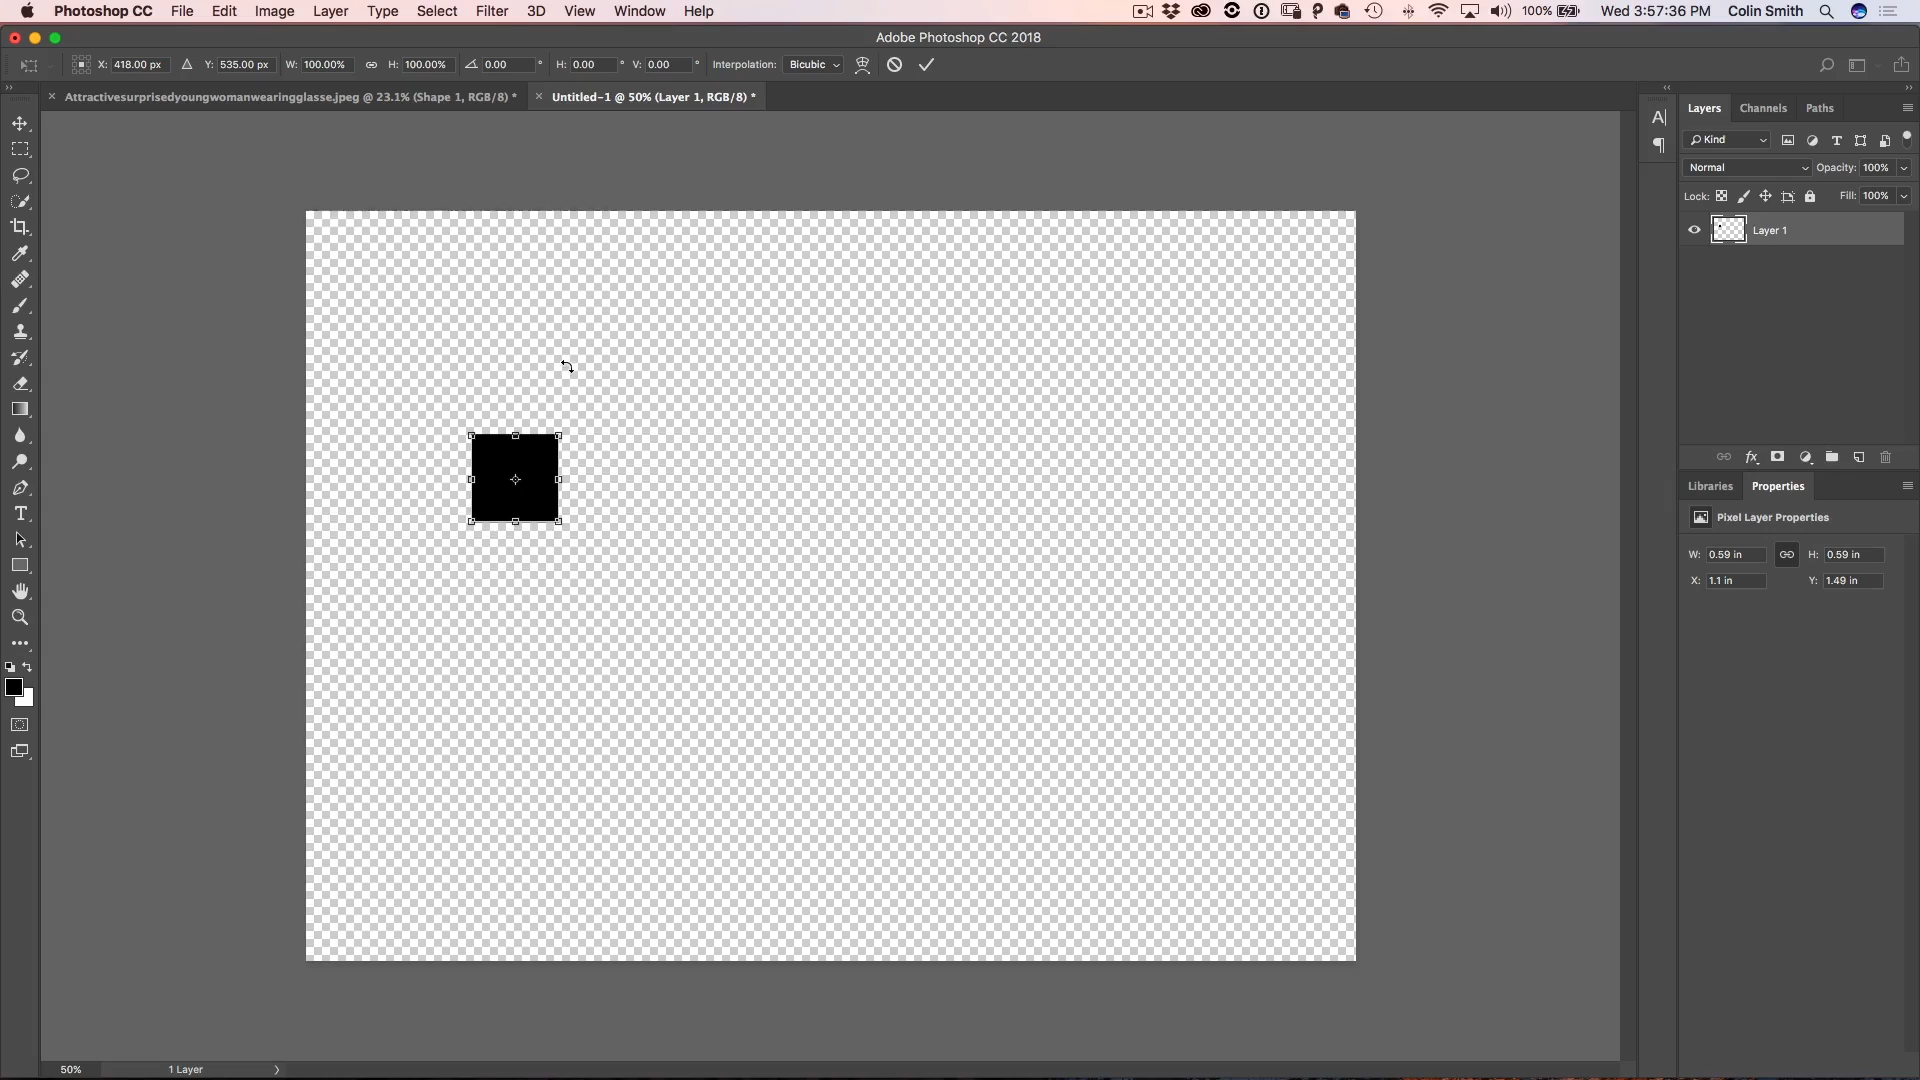 Photoshop CC File Edit Image Layer Type Select Filter 3D View Window Help 100% Wed 3:57:36 PM Colin Smith
Adobe Photoshop CC 2018
X: 418.00 px Y: 535.00 px W: 100.00% H: 100.00% 0.00 ° H: 0.00 ° V: 0.00 ° Interpolation: Bicubic
Attractivesurprisedyoungwomanwearingglasse.jpeg @ 23.1% (Shape 1, RGB/8) * Untitled-1 @ 50% (Layer 1, RGB/8) *
Layers Channels Paths
Kind
Normal Opacity: 100%
Lock: Fill: 100%
Layer 1
Libraries Properties
Pixel Layer Properties
W: 0.59 in H: 0.59 in
X: 1.1 in Y: 1.49 in
50% 1 Layer